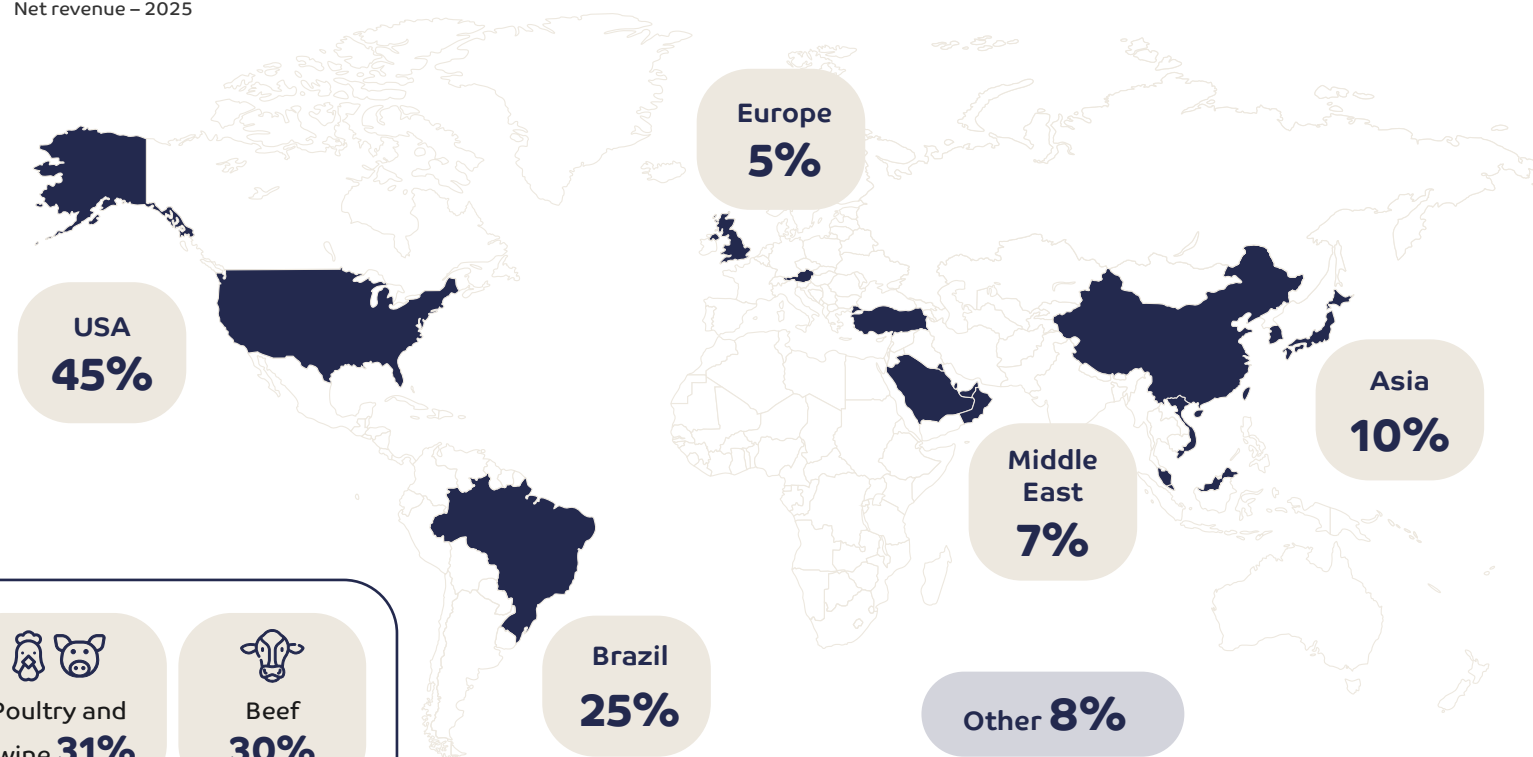 Net revenue – 2025
Europe
5%
USA
45%
Asia
10%
Middle
East
7%
Brazil
25%
Other 8%
Poultry and
31%
Beef
30%